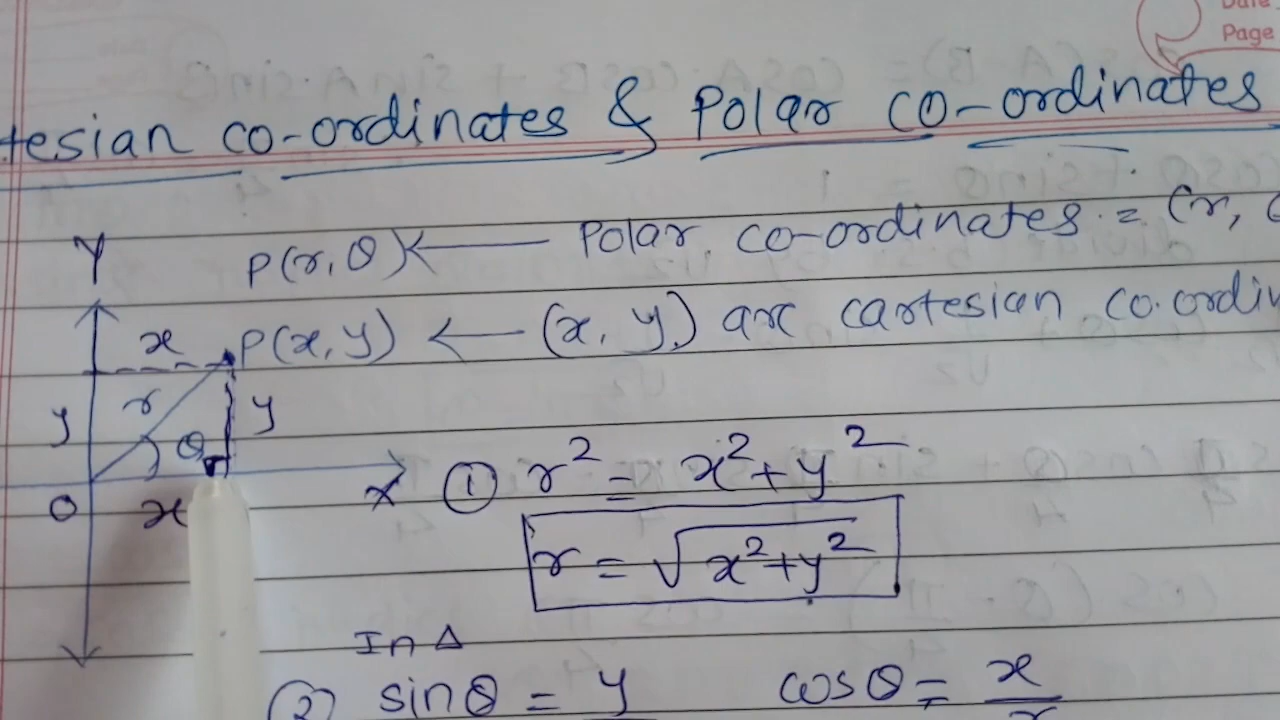 Date
Page
tesian co-ordinates & Polar co-ordinates
Y P(r, θ) ← Polar co-ordinates = (r,
x P(x, y) ← (x, y) are cartesian co.ordin
y r θ y
O x X
① r² = x² + y²
r = √x²+y²
In Δ
② sinθ = y cosθ = x/r